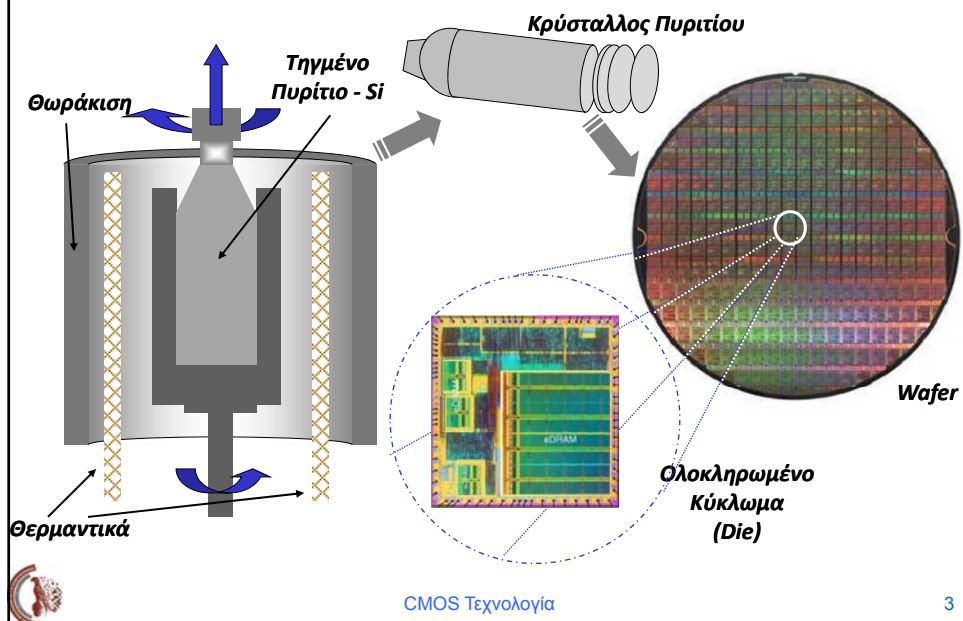 Κρύσταλλος Πυριτίου
Τηγμένο
Πυρίτιο - Si
Θωράκιση
Wafer
eDRAM
Ολοκληρωμένο
Κύκλωμα
(Die)
Θερμαντικά
CMOS Τεχνολογία
3